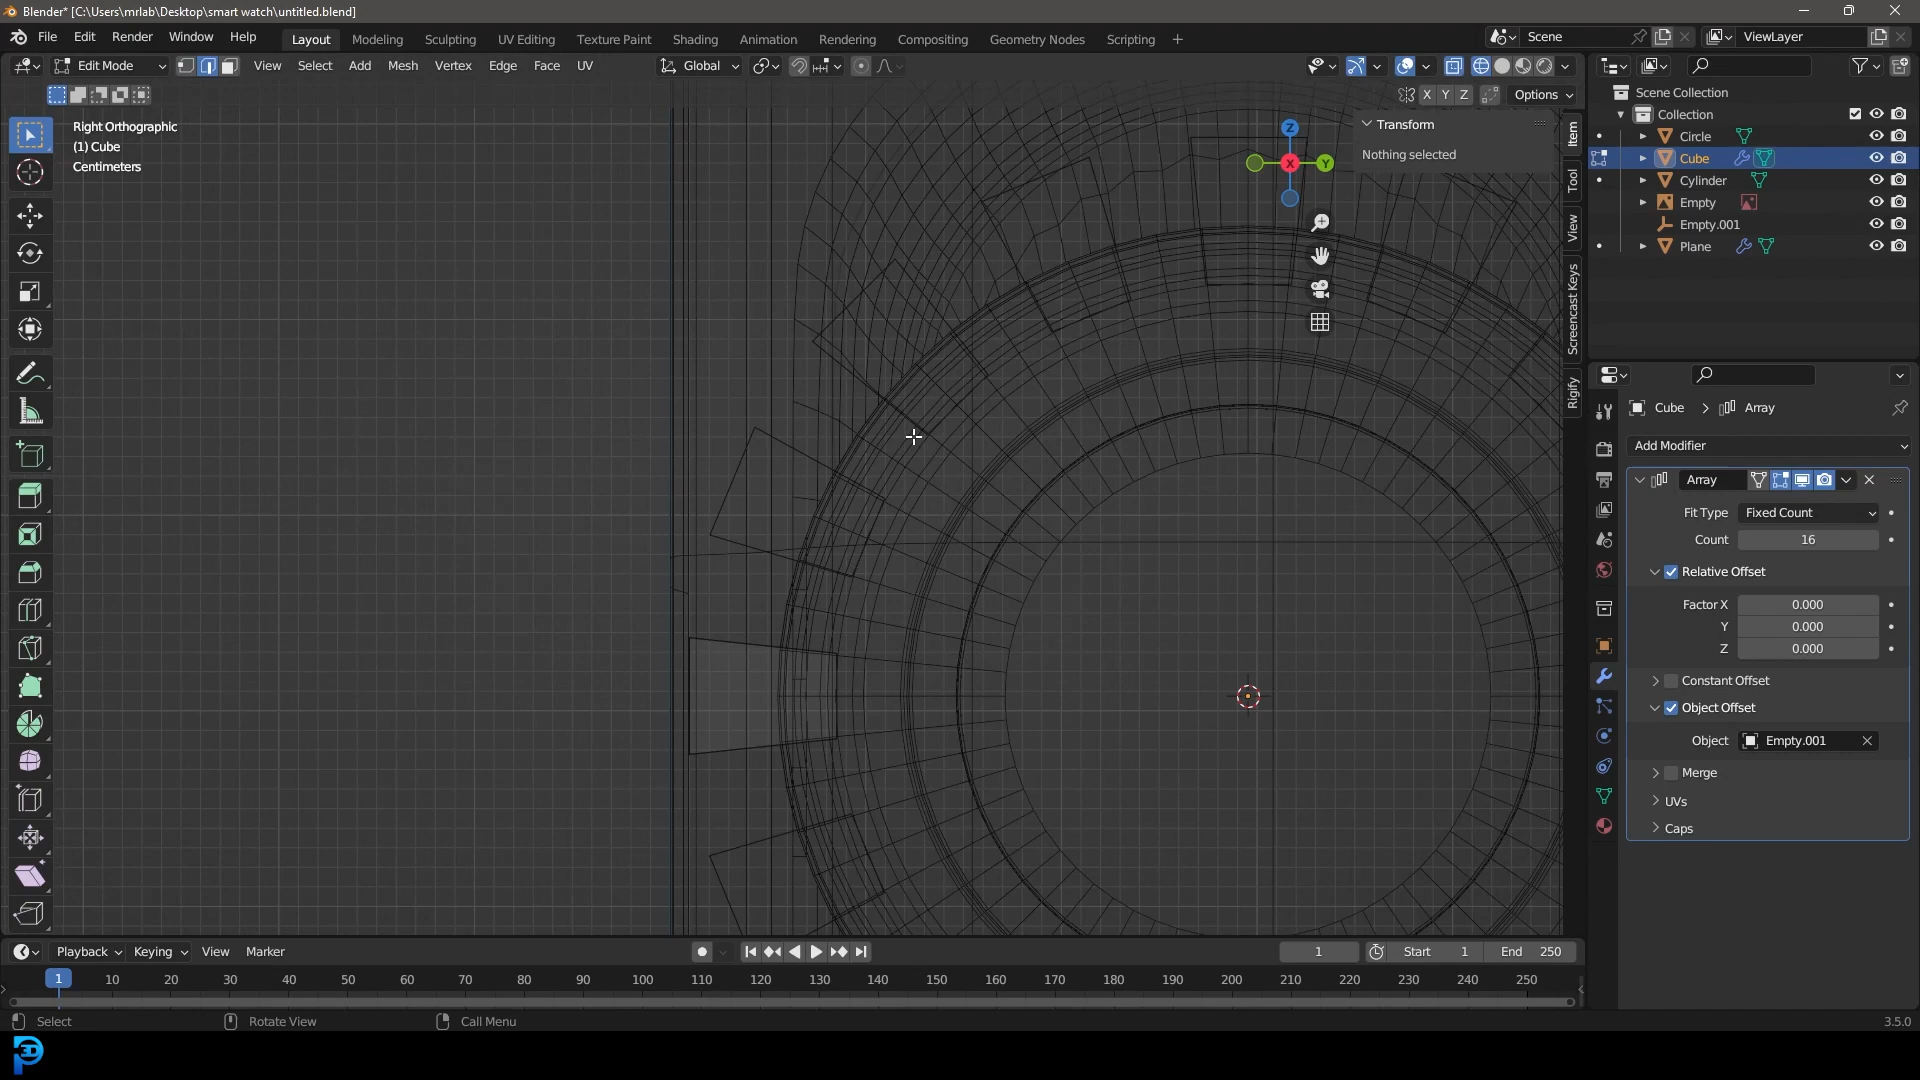 Blender* [C:\Users\mrlab\Desktop\smart watch\untitled.blend]
File Edit Render Window Help Layout Modeling Sculpting UV Editing Texture Paint Shading Animation Rendering Compositing Geometry Nodes Scripting + Scene ViewLayer
Edit Mode View Select Add Mesh Vertex Edge Face UV Global
X Y Z Options
Right Orthographic
(1) Cube
Centimeters
Z
X
Y
Transform
Nothing selected
Item
Tool
View
Screencast Keys
Rigify
Scene Collection
Collection
Circle
Cube
Cylinder
Empty
Empty.001
Plane
Cube > Array
Add Modifier
Array
Fit Type Fixed Count
Count 16
Relative Offset
Factor X 0.000
Y 0.000
Z 0.000
Constant Offset
Object Offset
Object Empty.001
Merge
UVs
Caps
Playback Keying View Marker 1 Start 1 End 250
1 10 20 30 40 50 60 70 80 90 100 110 120 130 140 150 160 170 180 190 200 210 220 230 240 250
Select Rotate View Call Menu 3.5.0